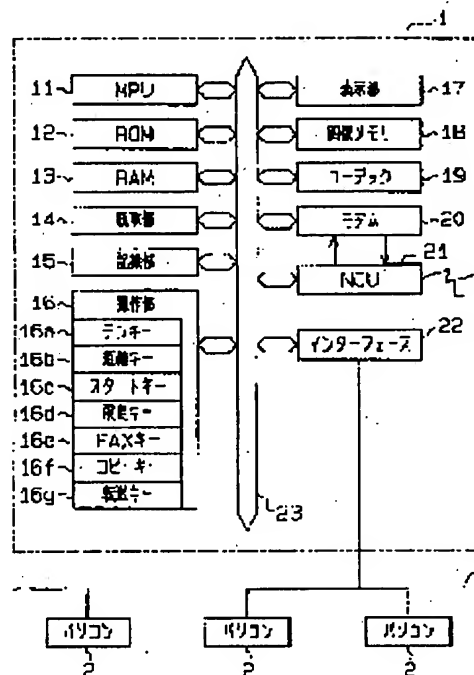 1
11 MPU
12 ROM
13 RAM
14 読取部
15 記録部
16 操作部
16a テンキー
16b 短縮キー
16c スタートキー
16d
16e FAXキー
16f コピーキー
16g 転送キー
表示部 17
画像メモリ 18
コーデック 19
モデム 20
21
NCU
インターフェース 22
23
パソコン パソコン パソコン
2 2 2